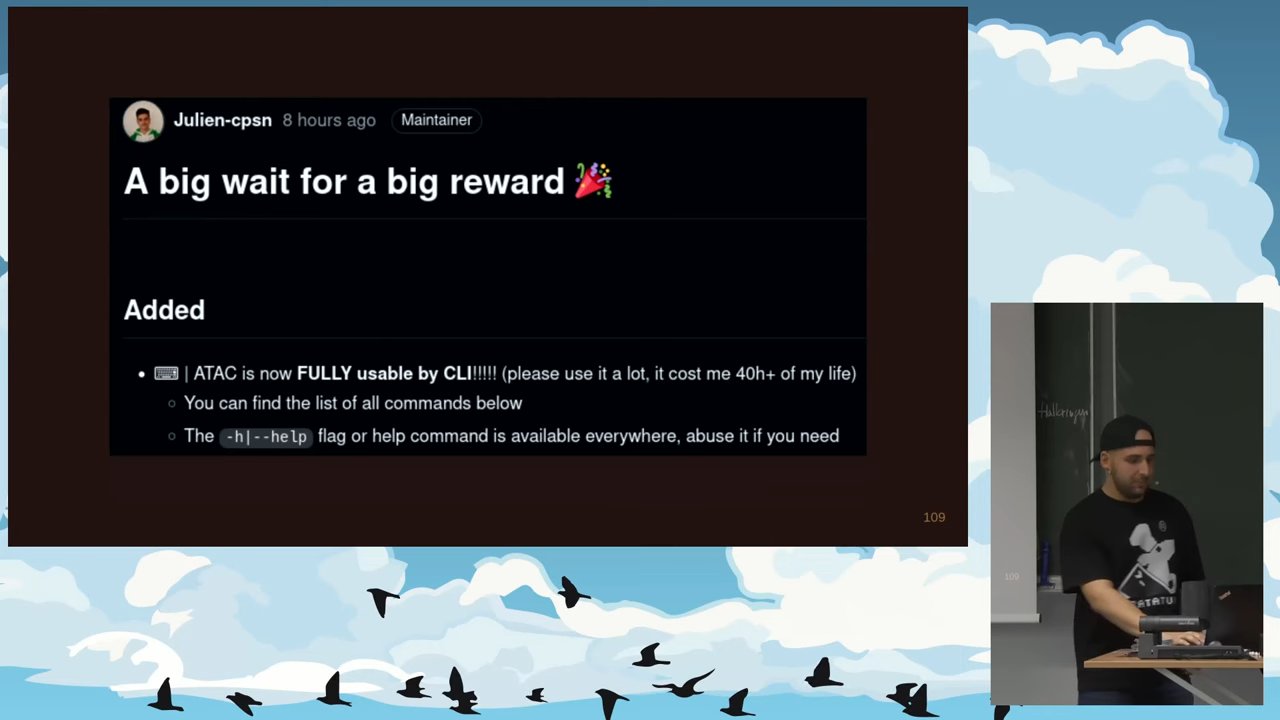 Julien-cpsn 8 hours ago Maintainer
A big wait for a big reward 🎉
Added
• ⌨ | ATAC is now FULLY usable by CLI!!!!! (please use it a lot, it cost me 40h+ of my life)
○ You can find the list of all commands below
○ The -h|--help flag or help command is available everywhere, abuse it if you need
109
109